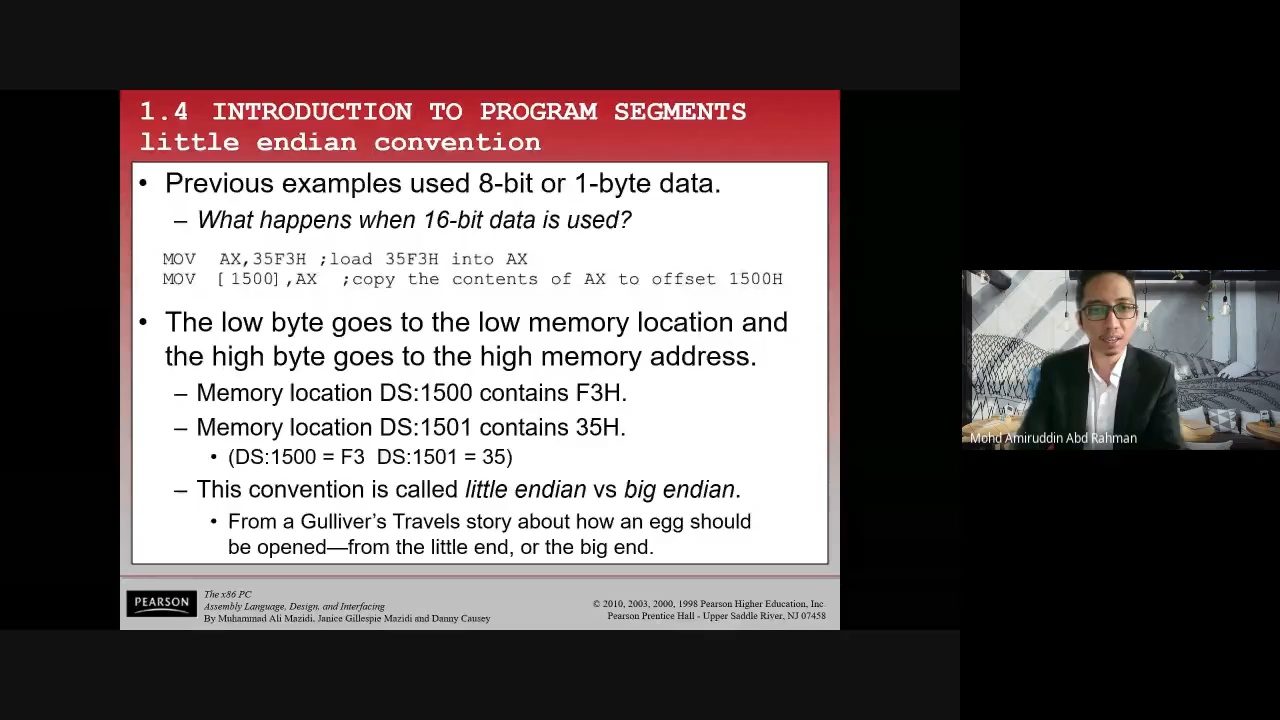 1.4 INTRODUCTION TO PROGRAM SEGMENTS
little endian convention
• Previous examples used 8-bit or 1-byte data.
– What happens when 16-bit data is used?
MOV AX,35F3H ;load 35F3H into AX
MOV [1500],AX ;copy the contents of AX to offset 1500H
• The low byte goes to the low memory location and
the high byte goes to the high memory address.
– Memory location DS:1500 contains F3H.
– Memory location DS:1501 contains 35H.
• (DS:1500 = F3 DS:1501 = 35)
– This convention is called little endian vs big endian.
• From a Gulliver's Travels story about how an egg should
be opened—from the little end, or the big end.
PEARSON
The x86 PC
Assembly Language, Design, and Interfacing
By Muhammad Ali Mazidi, Janice Gillespie Mazidi and Danny Causey
© 2010, 2003, 2000, 1998 Pearson Higher Education, Inc.
Pearson Prentice Hall - Upper Saddle River, NJ 07458
Mohd Amiruddin Abd Rahman